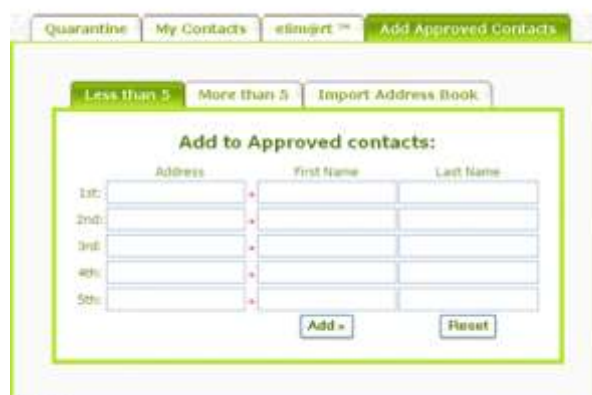 Quarantine My Contacts ™ Add Approved Contacts
Less than 5 More than 5 Import Address Book
Add to Approved contacts:
Address First Name Last Name
1st: *
2nd: *
3rd: *
4th: *
5th: *
Add » Reset